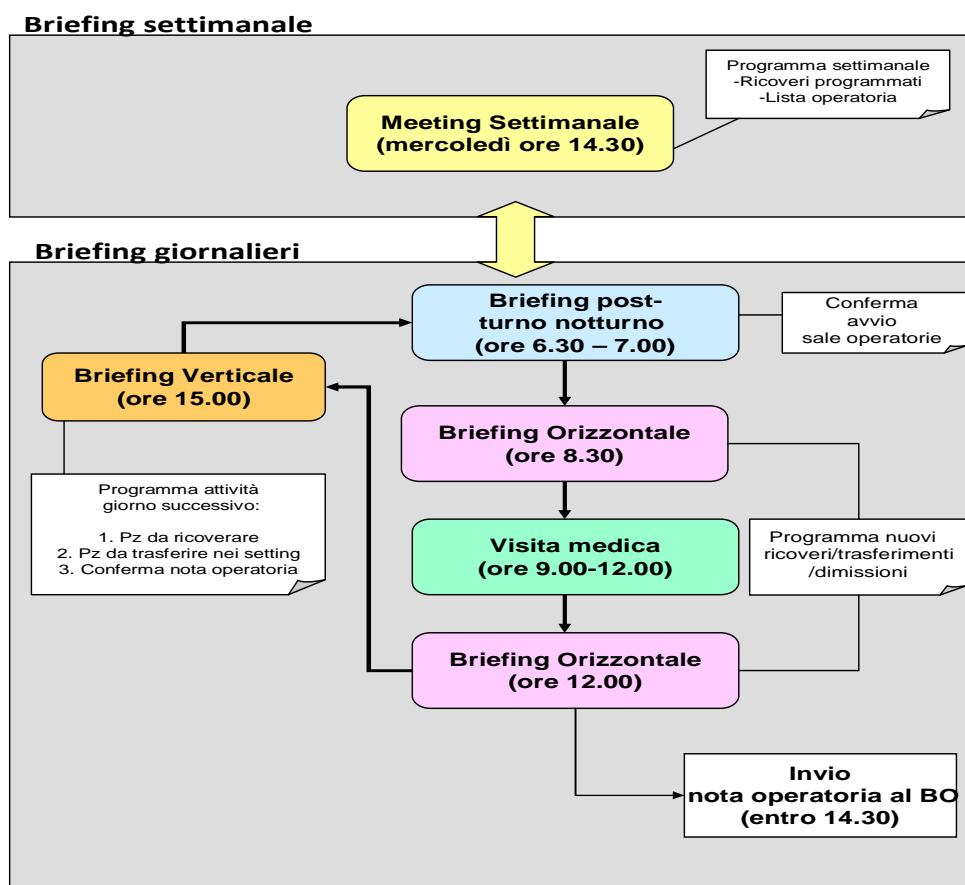 Briefing settimanale
Programma settimanale
-Ricoveri programmati
-Lista operatoria
Meeting Settimanale
(mercoledì ore 14.30)
Briefing giornalieri
Briefing post-
turno notturno
(ore 6.30 – 7.00)
Conferma
avvio
sale operatorie
Briefing Verticale
(ore 15.00)
Briefing Orizzontale
(ore 8.30)
Programma attività
giorno successivo:
1. Pz da ricoverare
2. Pz da trasferire nei setting
3. Conferma nota operatoria
Visita medica
(ore 9.00-12.00)
Programma nuovi
ricoveri/trasferimenti
/dimissioni
Briefing Orizzontale
(ore 12.00)
Invio
nota operatoria al BO
(entro 14.30)